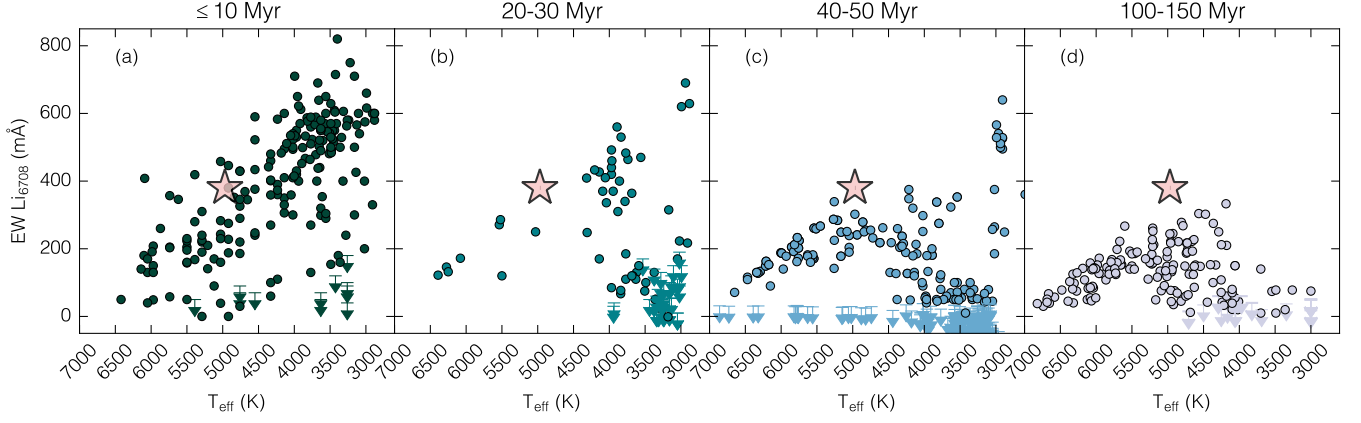 ≤ 10 Myr 20-30 Myr 40-50 Myr 100-150 Myr
(a) (b) (c) (d)
EW Li6708 (mÅ)
800
600
400
200
0
7000 6500 6000 5500 5000 4500 4000 3500 3000 6500 6000 5500 5000 4500 4000 3500 3000 7000 6500 6000 5500 5000 4500 4000 3500 3000 7000 6500 6000 5500 5000 4500 4000 3500 3000
Teff (K) Teff (K) Teff (K) Teff (K)